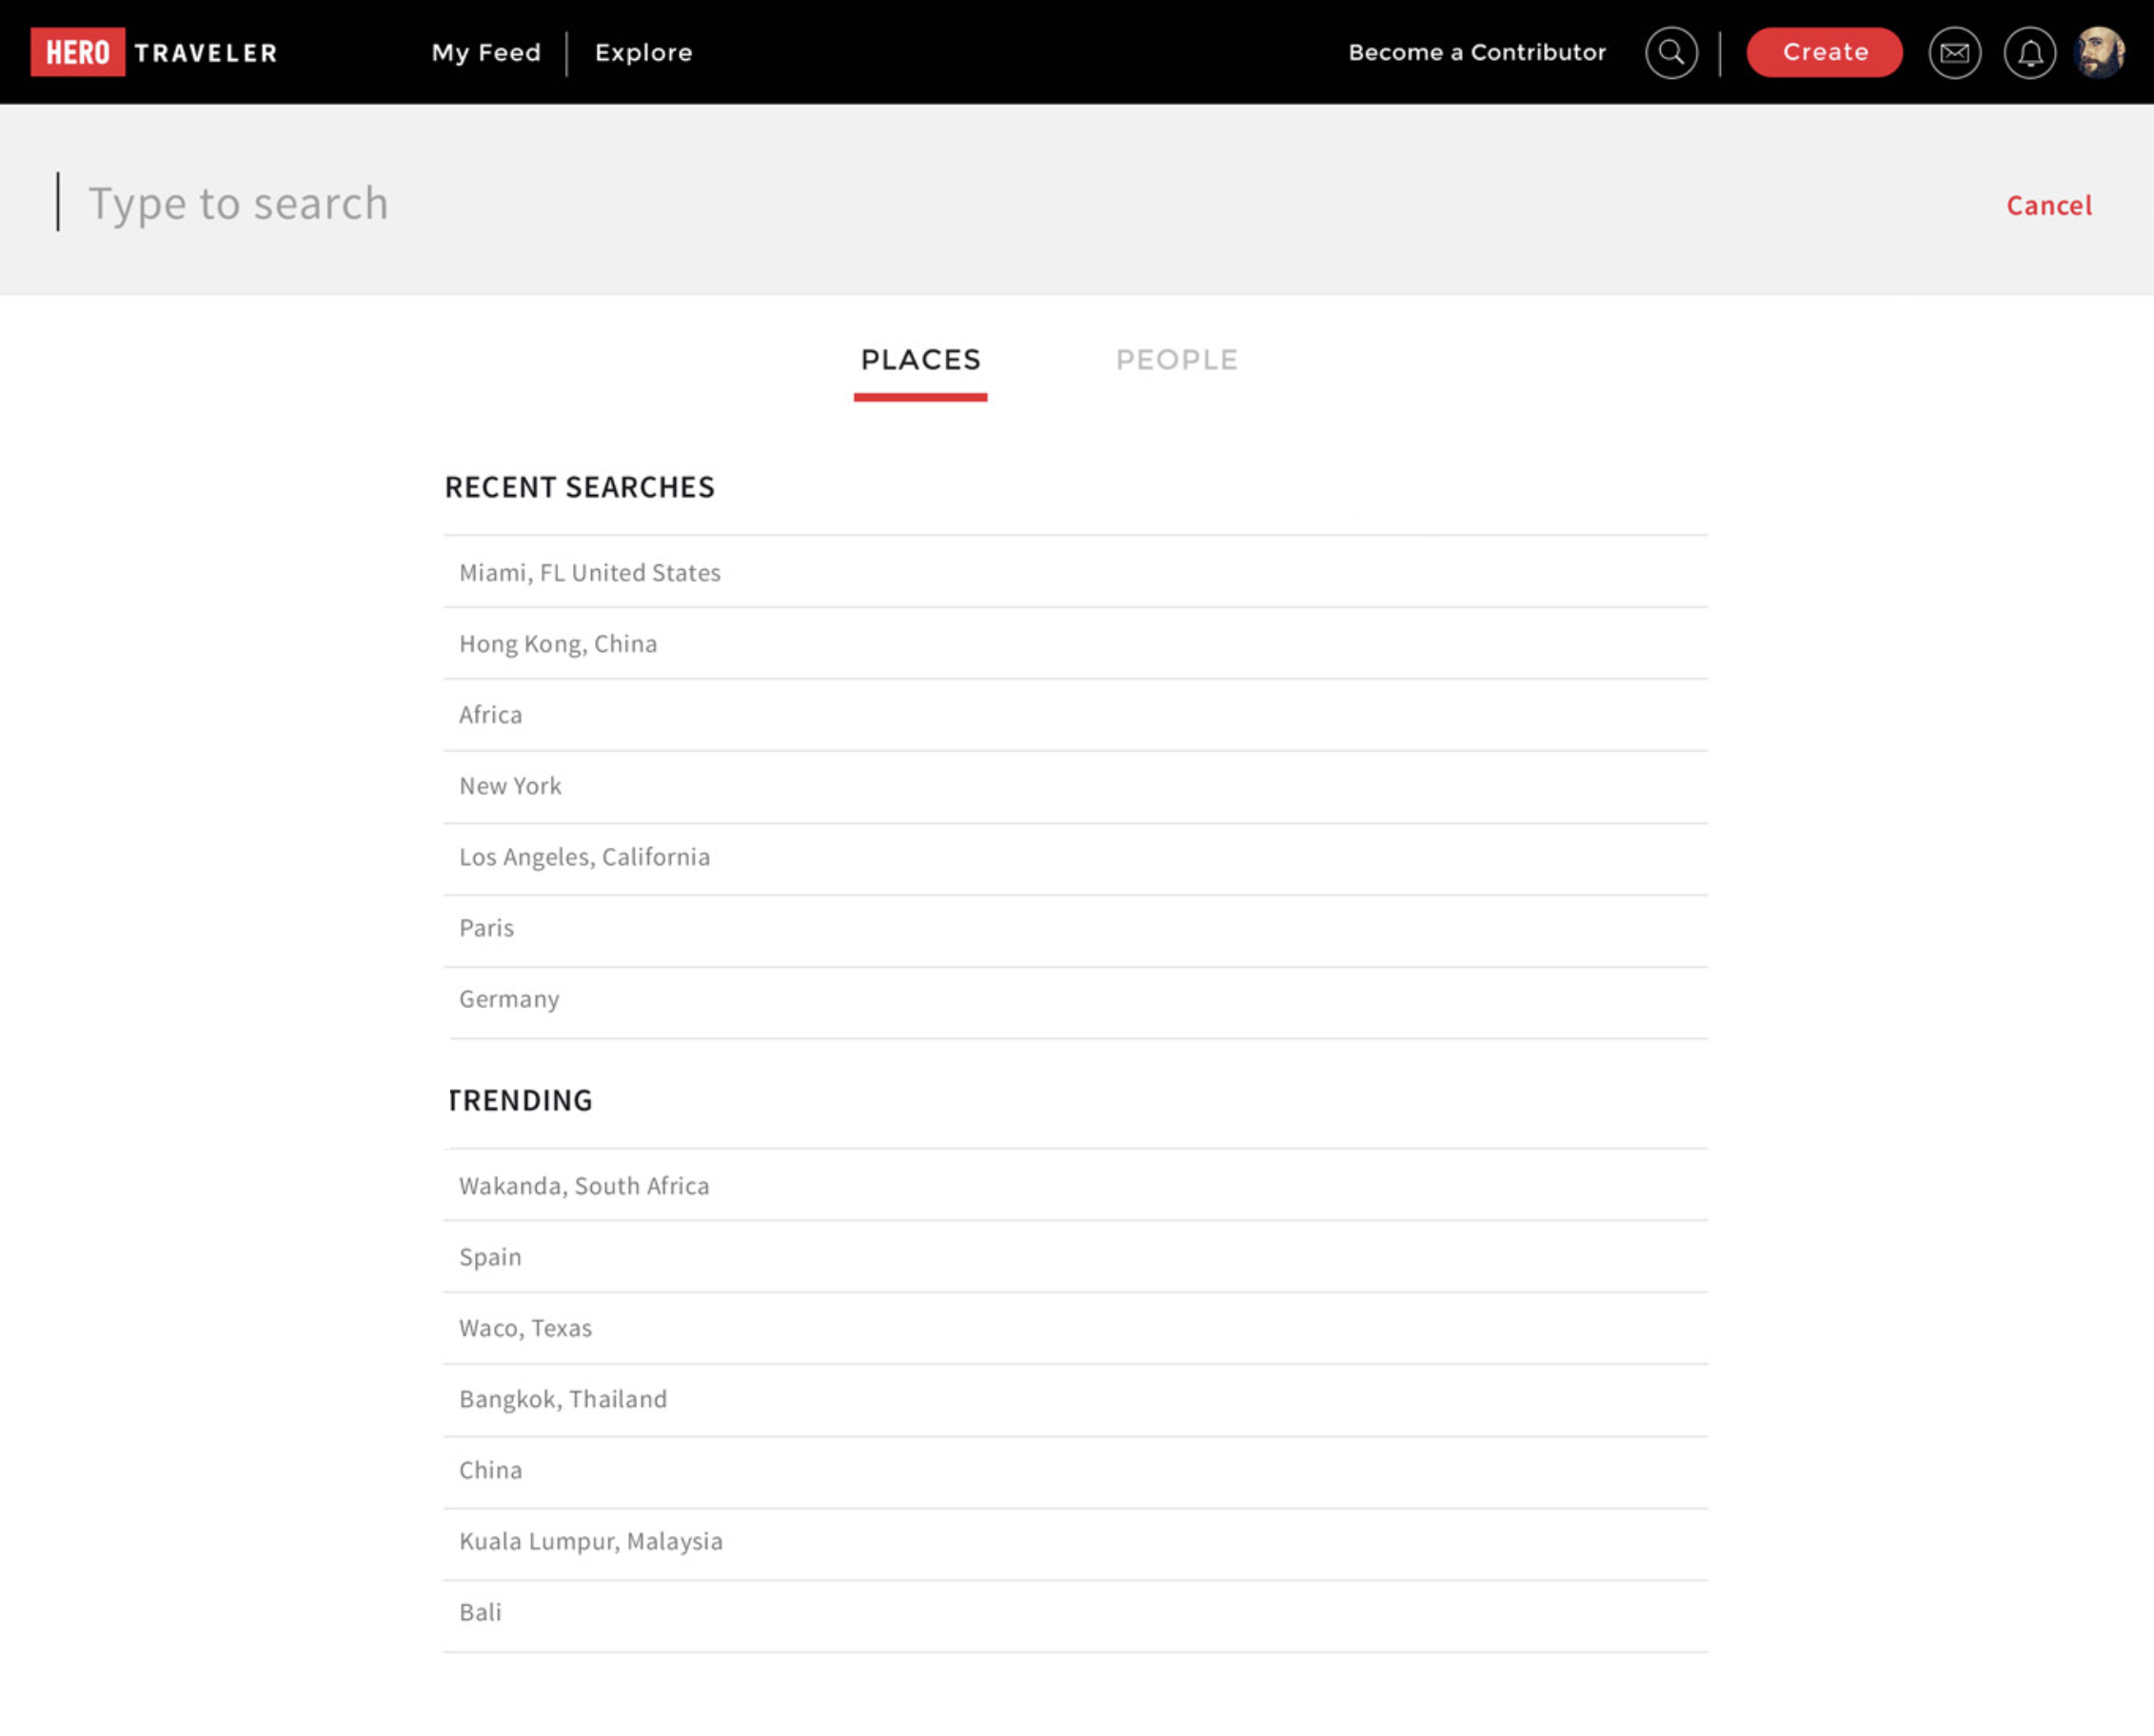 HERO TRAVELER My Feed Explore Become a Contributor Create
Type to search Cancel
PLACES PEOPLE
RECENT SEARCHES
Miami, FL United States
Hong Kong, China
Africa
New York
Los Angeles, California
Paris
Germany
TRENDING
Wakanda, South Africa
Spain
Waco, Texas
Bangkok, Thailand
China
Kuala Lumpur, Malaysia
Bali